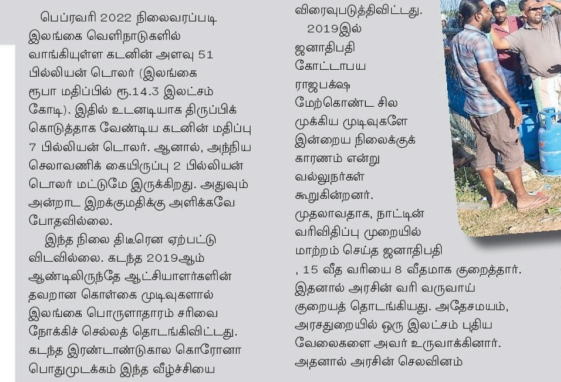 பெப்ரவரி 2022 நிலைவரப்படி
இலங்கை வெளிநாடுகளில்
வாங்கியுள்ள கடனின் அளவு 51
பில்லியன் டொலர் (இலங்கை
ரூபா மதிப்பில் ரூ.14.3 இலட்சம்
கோடி). இதில் உடனடியாக திருப்பிக்
கொடுத்தாக வேண்டிய கடனின் மதிப்பு
7 பில்லியன் டொலர். ஆனால், அந்நிய
செலாவணிக் கையிருப்பு 2 பில்லியன்
டொலர் மட்டுமே இருக்கிறது. அதுவும்
அன்றாட இறக்குமதிக்கு அளிக்கவே
போதவில்லை.
இந்த நிலை திடீரென ஏற்பட்டு
விடவில்லை. கடந்த 2019ஆம்
ஆண்டிலிருந்தே ஆட்சியாளர்களின்
தவறான கொள்கை முடிவுகளால்
இலங்கை பொருளாதாரம் சரிவை
நோக்கிச் செல்லத் தொடங்கிவிட்டது.
கடந்த இரண்டாண்டுகால கொரோனா
பொதுமுடக்கம் இந்த வீழ்ச்சியை
விரைவுபடுத்திவிட்டது.
2019இல்
ஜனாதிபதி
கோட்டாபய
ராஜபக்‌ஷ
மேற்கொண்ட சில
முக்கிய முடிவுகளே
இன்றைய நிலைக்குக்
காரணம் என்று
வல்லுநர்கள்
கூறுகின்றனர்.
முதலாவதாக, நாட்டின்
வரிவிதிப்பு முறையில்
மாற்றம் செய்த ஜனாதிபதி
, 15 வீத வரியை 8 வீதமாக குறைத்தார்.
இதனால் அரசின் வரி வருவாய்
குறையத் தொடங்கியது. அதேசமயம்,
அரசதுறையில் ஒரு இலட்சம் புதிய
வேலைகளை அவர் உருவாக்கினார்.
அதனால் அரசின் செலவினம்